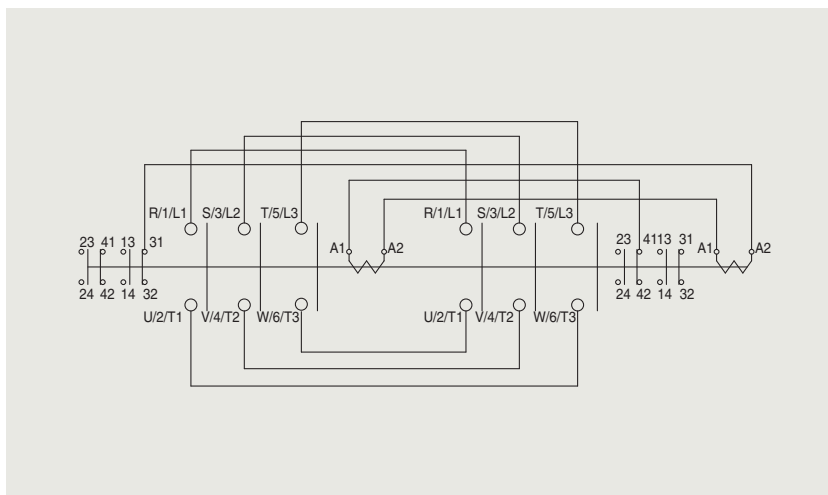 R/1/L1 S/3/L2 T/5/L3 R/1/L1 S/3/L2 T/5/L3
23 41 13 31 A1 A2 23 41 13 31 A1 A2
24 42 14 32 24 42 14 32
U/2/T1 V/4/T2 W/6/T3 U/2/T1 V/4/T2 W/6/T3